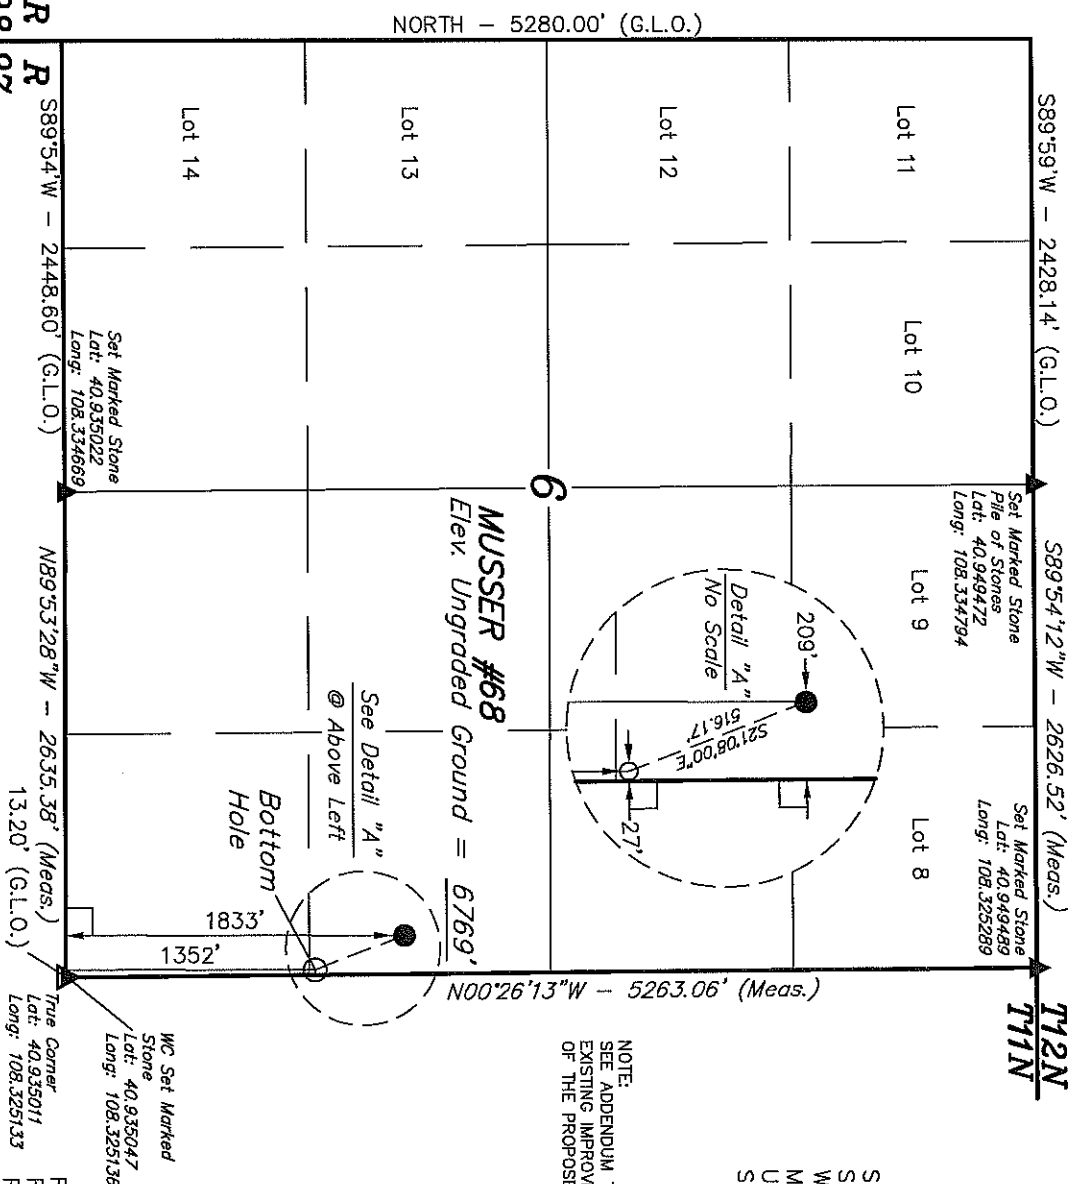 NORTH – 5280.00' (G.L.O.)
T12N
T11N
R
R
S89°59'W – 2428.14' (G.L.O.)
S89°54'12"W – 2626.52' (Meas.)
Lot 11
Lot 10
Lot 9
Lot 8
Set Marked Stone
Pile of Stones
Lat: 40.949472
Long: 108.334794
Set Marked Stone
Lat: 40.949489
Long: 108.325289
Lot 12
Detail "A"
No Scale
209'
S21°08'00"E
516.17'
27'
6
Lot 13
MUSSER #68
Elev. Ungraded Ground = 6769'
N00°26'13"W – 5263.06' (Meas.)
See Detail "A"
@ Above Left
Lot 14
Bottom
Hole
1833'
1352'
Set Marked Stone
Lat: 40.935022
Long: 108.334669
S89°54'W – 2448.60' (G.L.O.)
N89°53'28"W – 2635.38' (Meas.)
13.20' (G.L.O.)
WC Set Marked
Stone
Lat: 40.935047
Long: 108.325136
True Corner
Lat: 40.935011
Long: 108.325133
NOTE:
SEE ADDENDUM
EXISTING IMPROV
OF THE PROPOSE